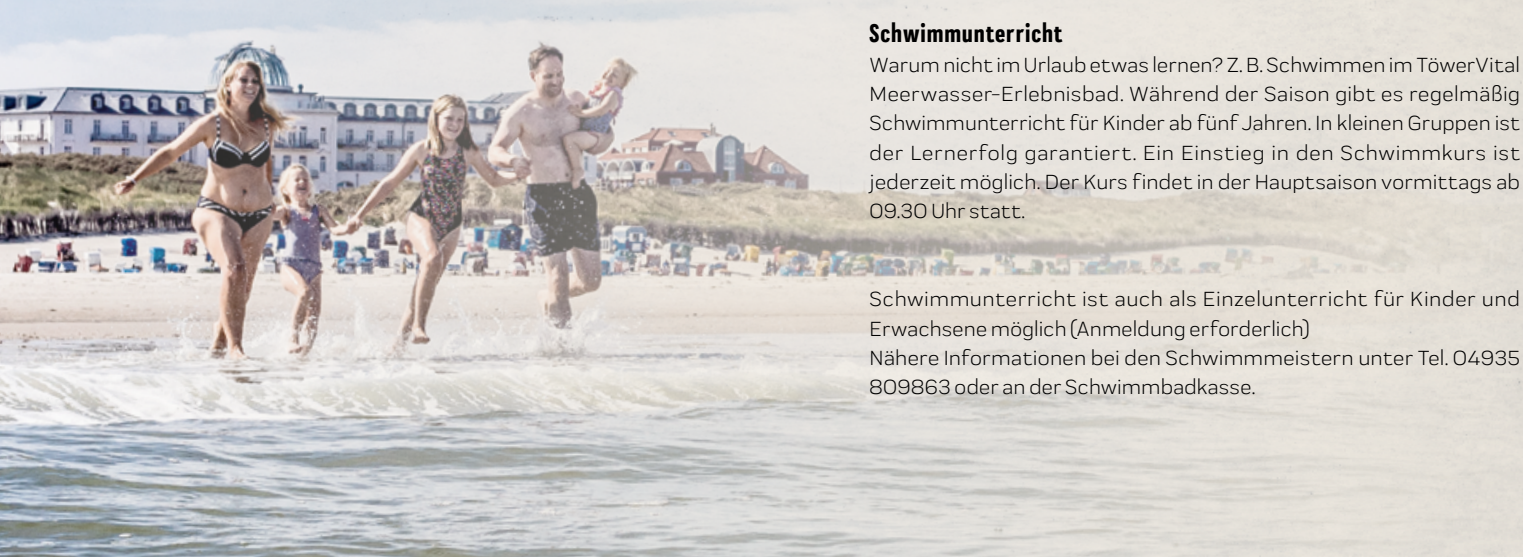 Schwimmunterricht
Warum nicht im Urlaub etwas lernen? Z. B. Schwimmen im TöwerVital
Meerwasser-Erlebnisbad. Während der Saison gibt es regelmäßig
Schwimmunterricht für Kinder ab fünf Jahren. In kleinen Gruppen ist
der Lernerfolg garantiert. Ein Einstieg in den Schwimmkurs ist
jederzeit möglich. Der Kurs findet in der Hauptsaison vormittags ab
09.30 Uhr statt.
Schwimmunterricht ist auch als Einzelunterricht für Kinder und
Erwachsene möglich (Anmeldung erforderlich)
Nähere Informationen bei den Schwimmmeistern unter Tel. 04935
809863 oder an der Schwimmbadkasse.